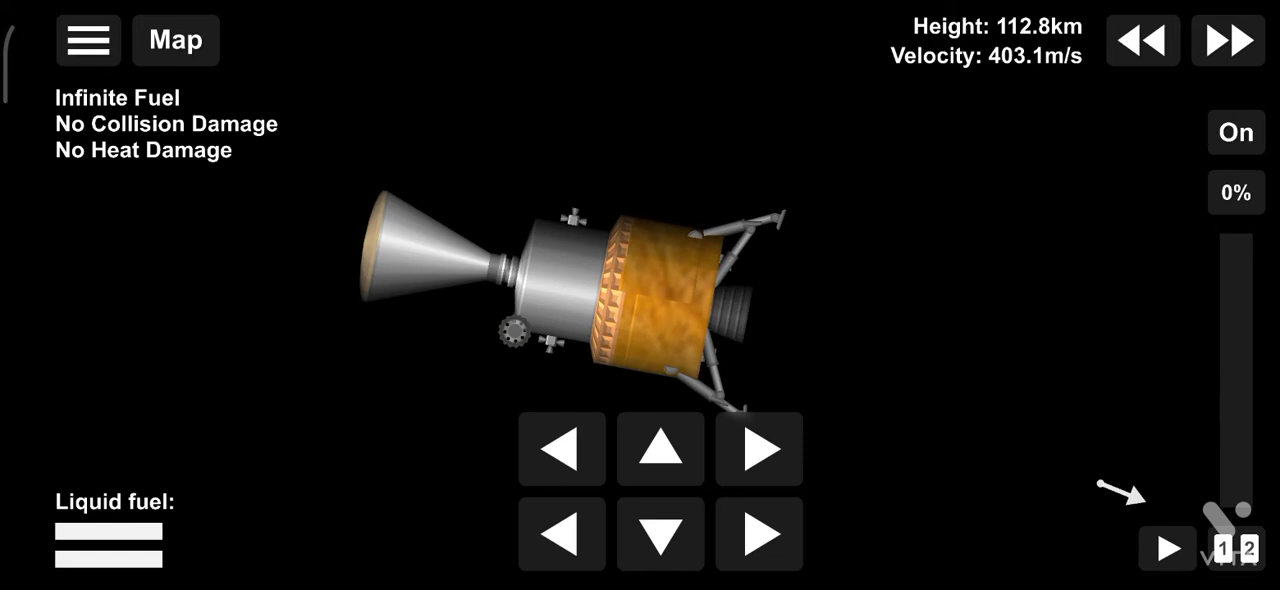 Map
Height: 112.8km
Velocity: 403.1m/s
Infinite Fuel
No Collision Damage
No Heat Damage
On
0%
Liquid fuel:
1 2
VITA